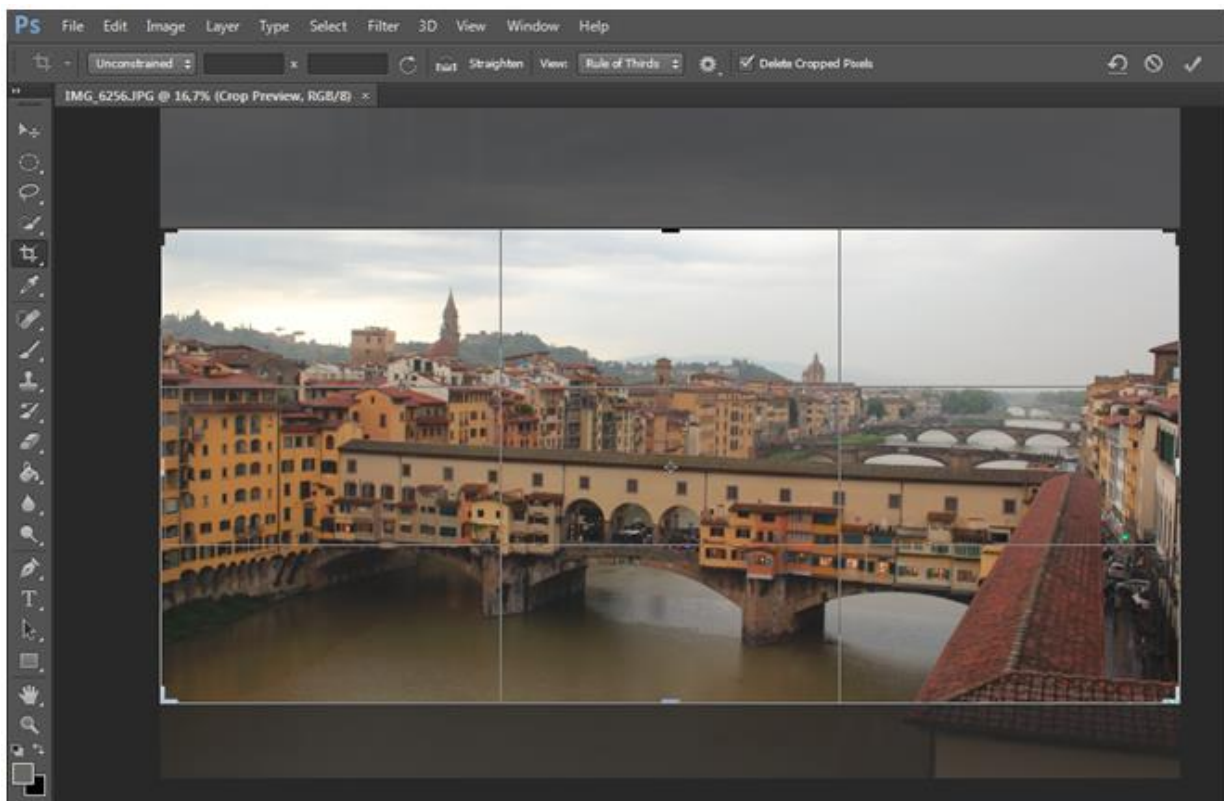 Ps File Edit Image Layer Type Select Filter 3D View Window Help
Unconstrained x Straighten View: Rule of Thirds Delete Cropped Pixels
IMG_6256.JPG @ 16,7% (Crop Preview, RGB/8) ×
T